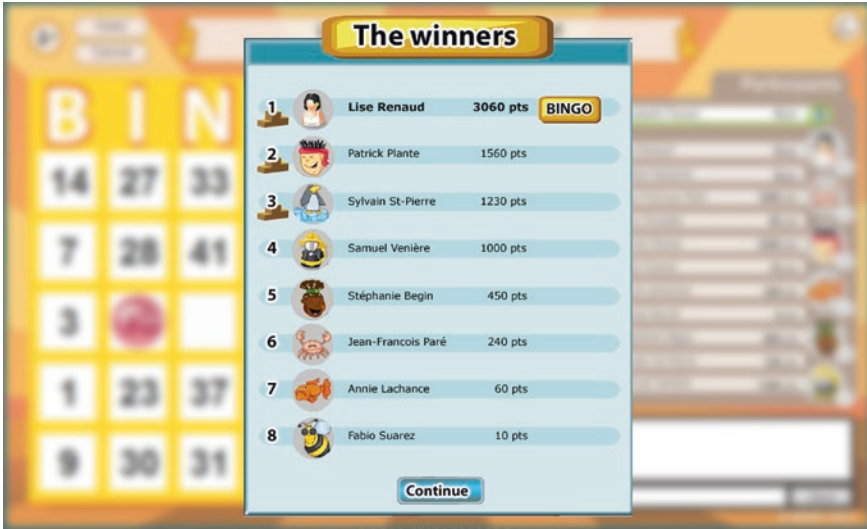 The winners
1 Lise Renaud 3060 pts BINGO
2 Patrick Plante 1560 pts
3 Sylvain St-Pierre 1230 pts
4 Samuel Venière 1000 pts
5 Stéphanie Begin 450 pts
6 Jean-Francois Paré 240 pts
7 Annie Lachance 60 pts
8 Fabio Suarez 10 pts
Continue
B I N
14 27 33
7 28 41
3
1 23 37
9 30 31
Participants